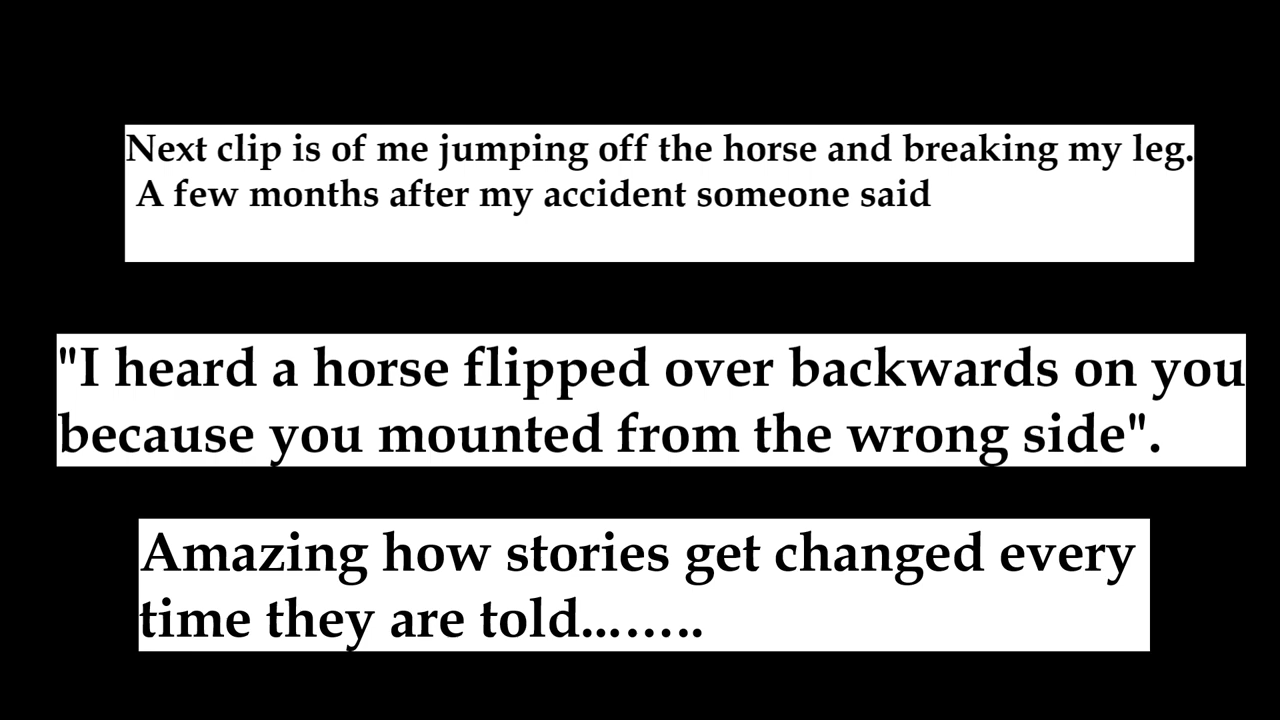 Next clip is of me jumping off the horse and breaking my leg.
A few months after my accident someone said
"I heard a horse flipped over backwards on you
because you mounted from the wrong side".
Amazing how stories get changed every
time they are told........